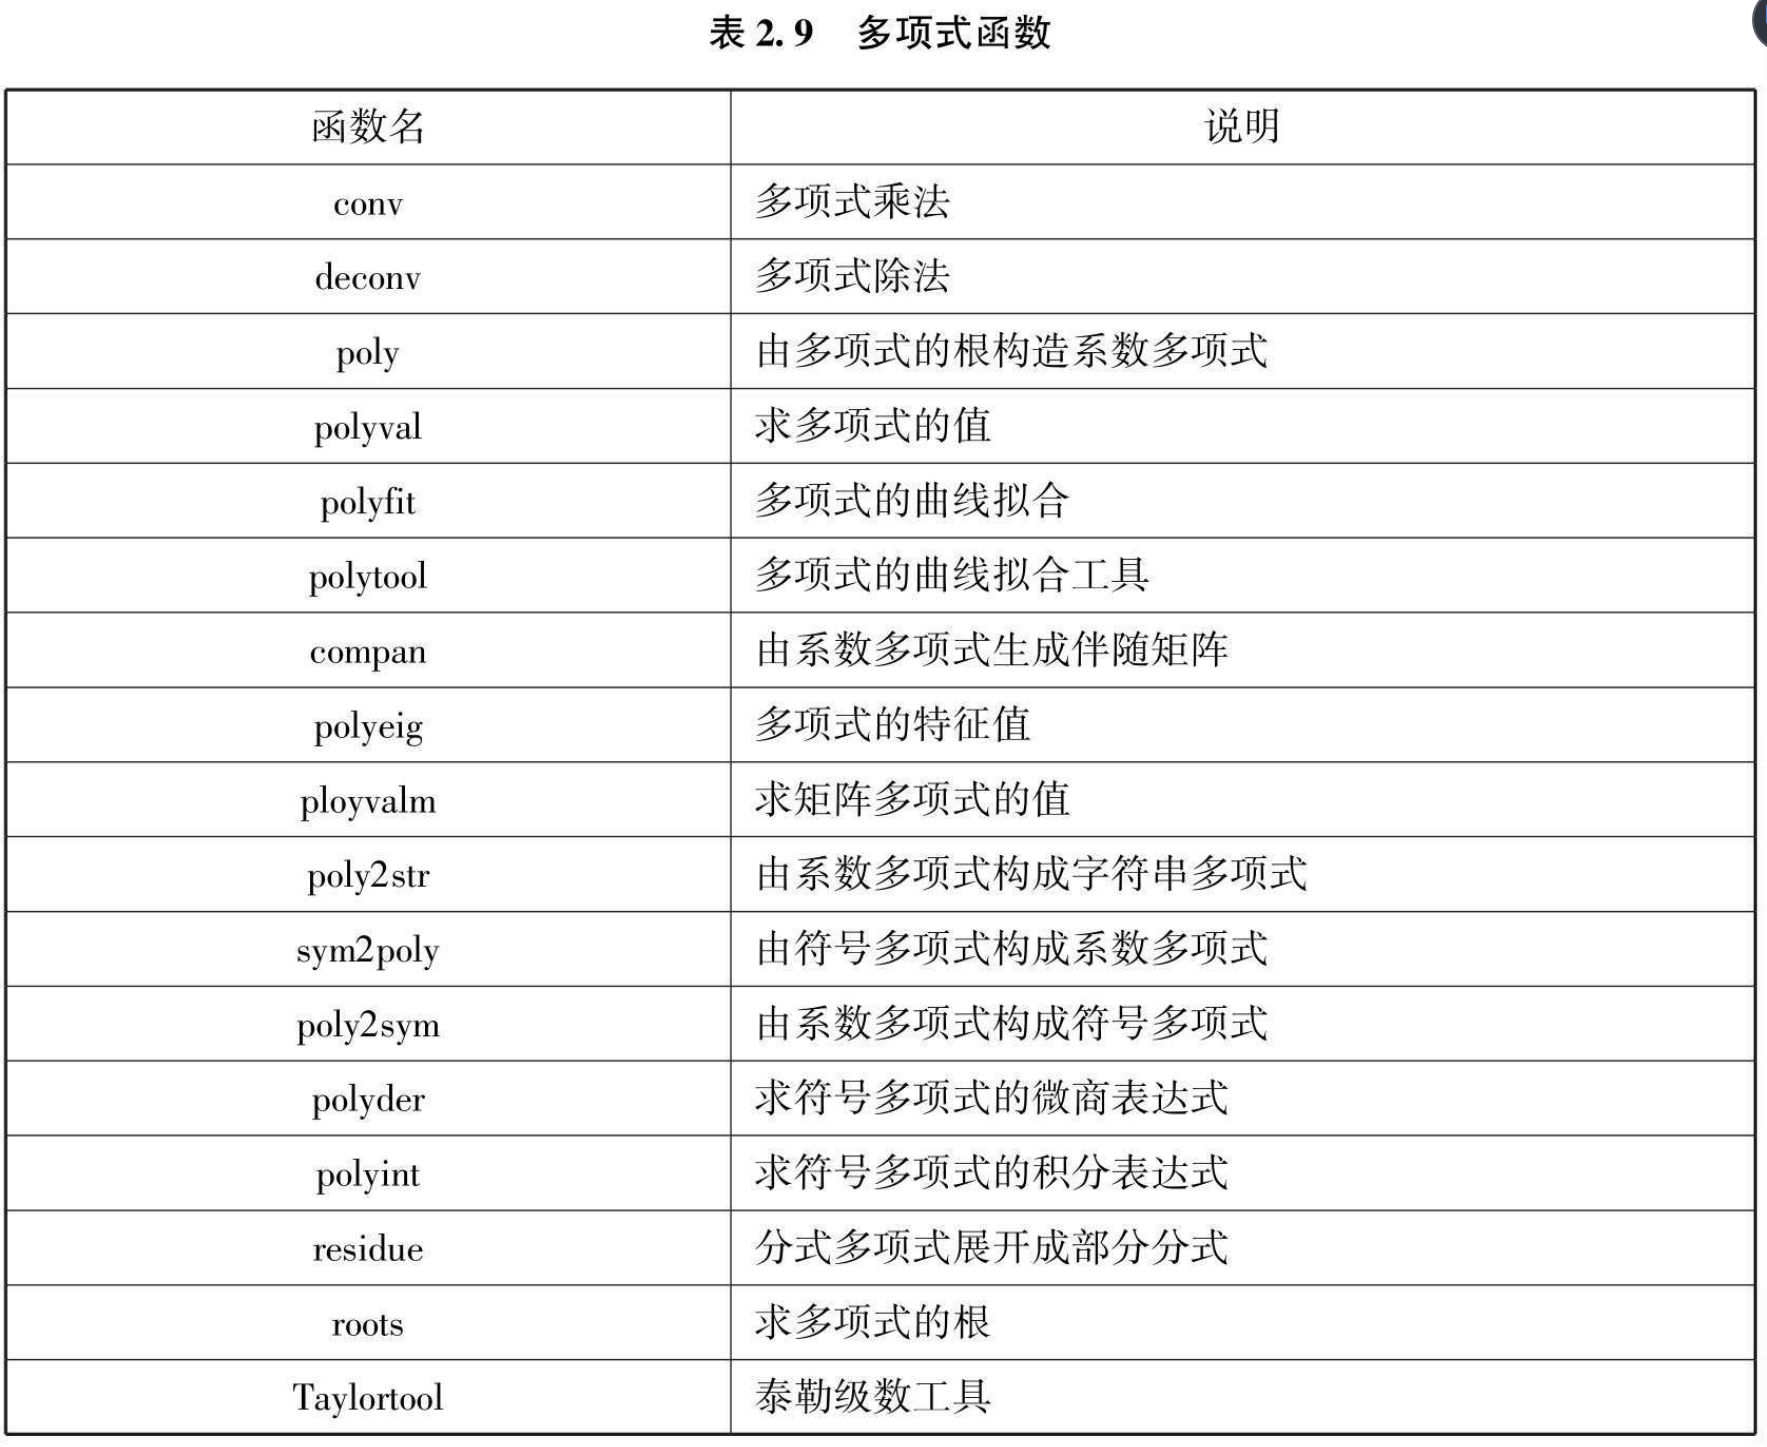 表 2. 9 多项式函数
函数名 说明
conv 多项式乘法
deconv 多项式除法
poly 由多项式的根构造系数多项式
polyval 求多项式的值
polyfit 多项式的曲线拟合
polytool 多项式的曲线拟合工具
compan 由系数多项式生成伴随矩阵
polyeig 多项式的特征值
ployvalm 求矩阵多项式的值
poly2str 由系数多项式构成字符串多项式
sym2poly 由符号多项式构成系数多项式
poly2sym 由系数多项式构成符号多项式
polyder 求符号多项式的微商表达式
polyint 求符号多项式的积分表达式
residue 分式多项式展开成部分分式
roots 求多项式的根
Taylortool 泰勒级数工具